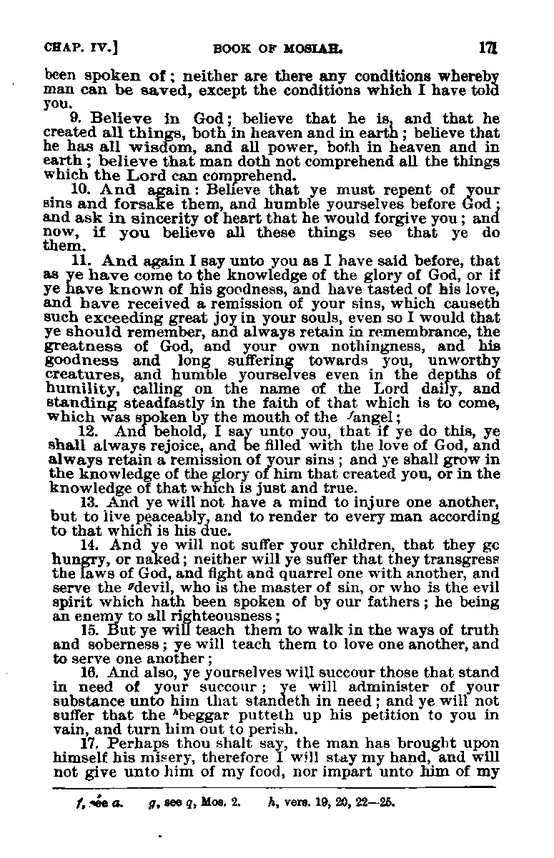 CHAP. IV.] BOOK OF MOSIAH. 171
been spoken of; neither are there any conditions whereby
man can be saved, except the conditions which I have told
you.
9. Believe in God; believe that he is, and that he
created all things, both in heaven and in earth; believe that
he has all wisdom, and all power, both in heaven and in
earth; believe that man doth not comprehend all the things
which the Lord can comprehend.
10. And again: Believe that ye must repent of your
sins and forsake them, and humble yourselves before God;
and ask in sincerity of heart that he would forgive you; and
now, if you believe all these things see that ye do
them.
11. And again I say unto you as I have said before, that
as ye have come to the knowledge of the glory of God, or if
ye have known of his goodness, and have tasted of his love,
and have received a remission of your sins, which causeth
such exceeding great joy in your souls, even so I would that
ye should remember, and always retain in remembrance, the
greatness of God, and your own nothingness, and his
goodness and long suffering towards you, unworthy
creatures, and humble yourselves even in the depths of
humility, calling on the name of the Lord daily, and
standing steadfastly in the faith of that which is to come,
which was spoken by the mouth of the fangel;
12. And behold, I say unto you, that if ye do this, ye
shall always rejoice, and be filled with the love of God, and
always retain a remission of your sins; and ye shall grow in
the knowledge of the glory of him that created you, or in the
knowledge of that which is just and true.
13. And ye will not have a mind to injure one another,
but to live peaceably, and to render to every man according
to that which is his due.
14. And ye will not suffer your children, that they go
hungry, or naked; neither will ye suffer that they transgress
the laws of God, and fight and quarrel one with another, and
serve the gdevil, who is the master of sin, or who is the evil
spirit which hath been spoken of by our fathers; he being
an enemy to all righteousness;
15. But ye will teach them to walk in the ways of truth
and soberness; ye will teach them to love one another, and
to serve one another;
16. And also, ye yourselves will succour those that stand
in need of your succour; ye will administer of your
substance unto him that standeth in need; and ye will not
suffer that the hbeggar putteth up his petition to you in
vain, and turn him out to perish.
17. Perhaps thou shalt say, the man has brought upon
himself his misery, therefore I will stay my hand, and will
not give unto him of my food, nor impart unto him of my
f, see a. g, see q, Mos. 2. h, vers. 19, 20, 22—25.